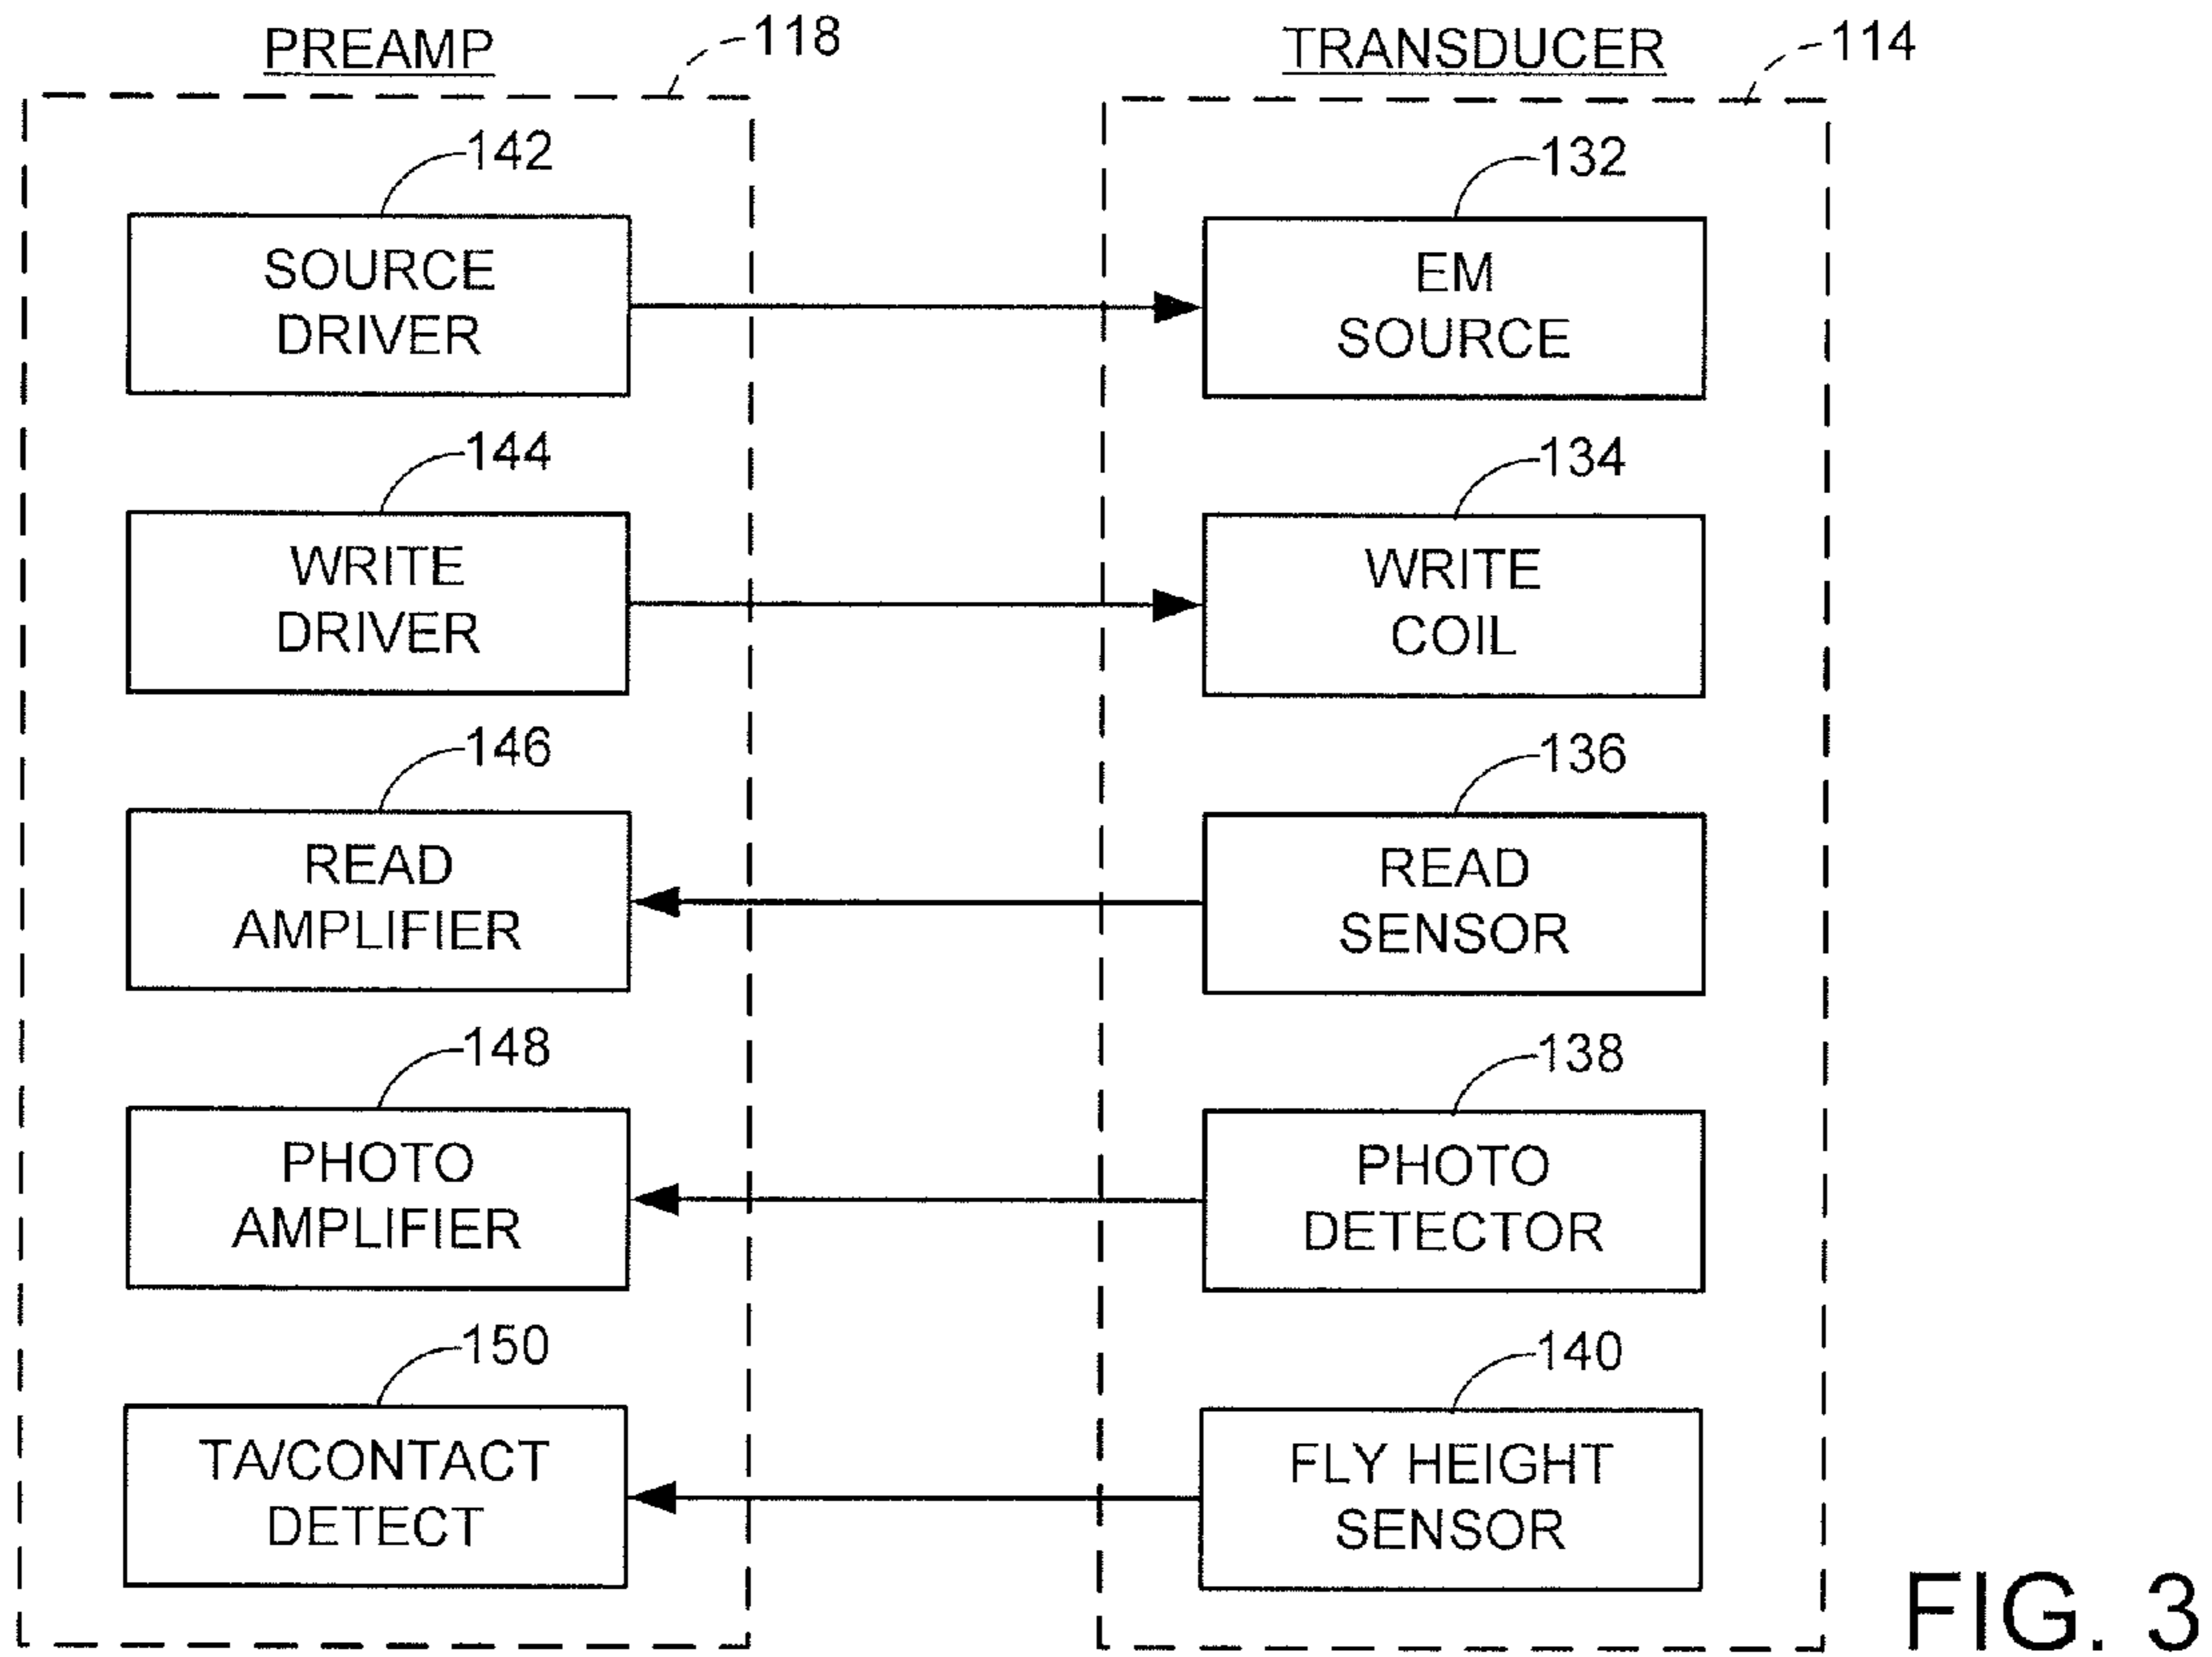 PREAMP
118
TRANSDUCER
114
142
132
SOURCE
DRIVER
EM
SOURCE
144
134
WRITE
DRIVER
WRITE
COIL
146
136
READ
AMPLIFIER
READ
SENSOR
148
138
PHOTO
AMPLIFIER
PHOTO
DETECTOR
150
140
TA/CONTACT
DETECT
FLY HEIGHT
SENSOR
FIG. 3